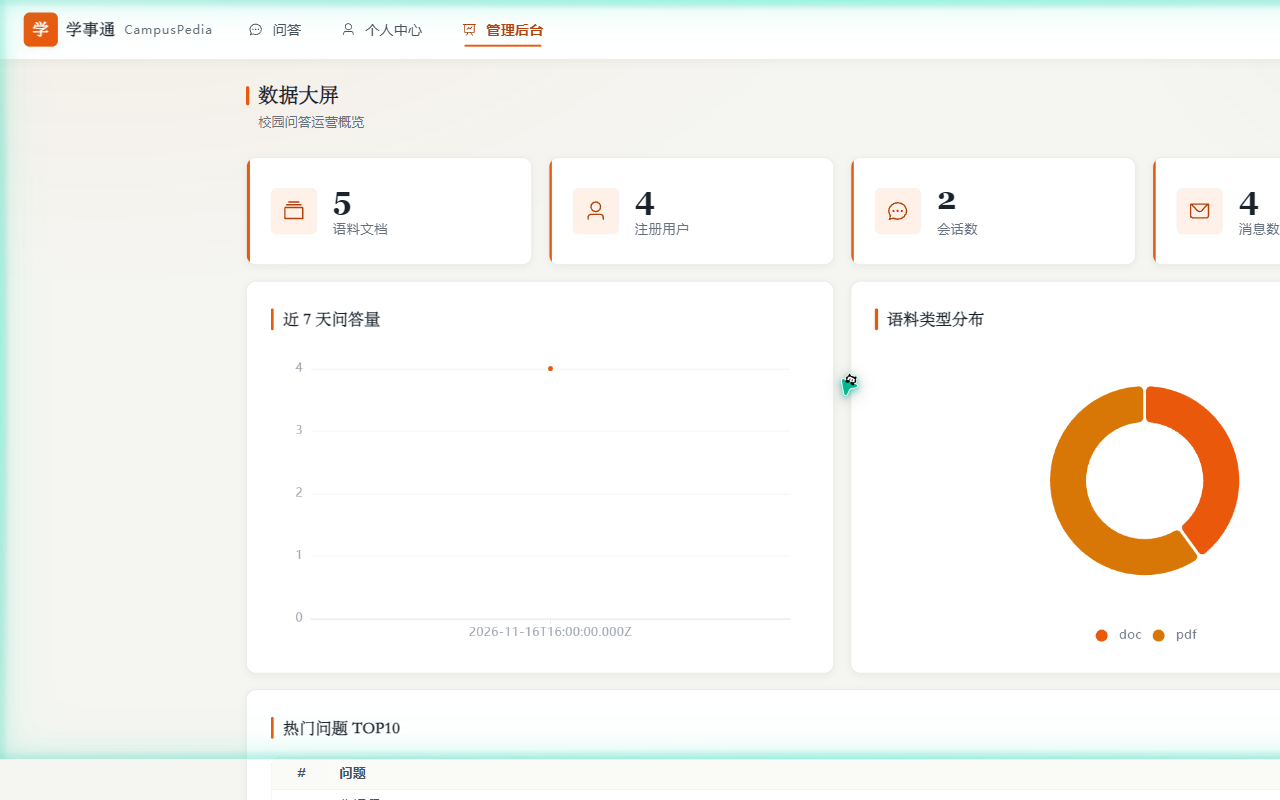 学 学事通 CampusPedia 问答 个人中心 管理后台
数据大屏
校园问答运营概览
5
语料文档
4
注册用户
2
会话数
4
消息数
近 7 天问答量
4
3
2
1
0
2026-11-16T16:00:00.000Z
语料类型分布
doc pdf
热门问题 TOP10
# 问题